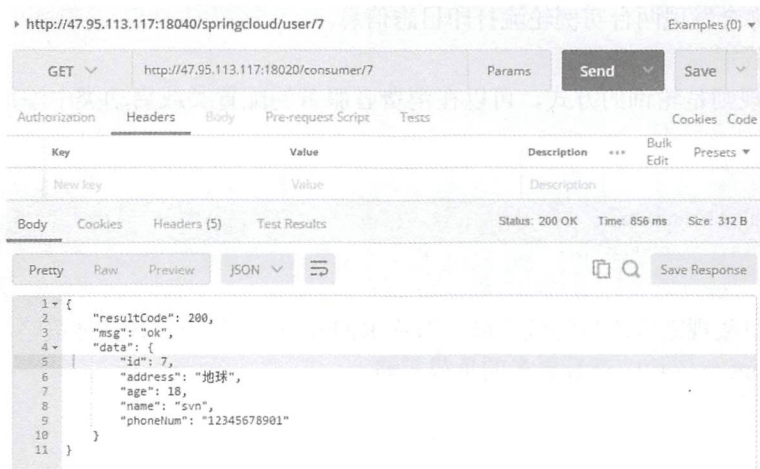 http://47.95.113.117:18040/springcloud/user/7 Examples (0)
GET http://47.95.113.117:18020/consumer/7 Params Send Save
Authorization Headers Body Pre-request Script Tests Cookies Code
Key Value Description ••• Bulk Edit Presets
New key Value Description
Body Cookies Headers (5) Test Results Status: 200 OK Time: 856 ms Size: 312 B
Pretty Raw Preview JSON Save Response
1 {
2 "resultCode": 200,
3 "msg": "ok",
4 "data": {
5 "id": 7,
6 "address": "地球",
7 "age": 18,
8 "name": "svn",
9 "phoneNum": "12345678901"
10 }
11 }